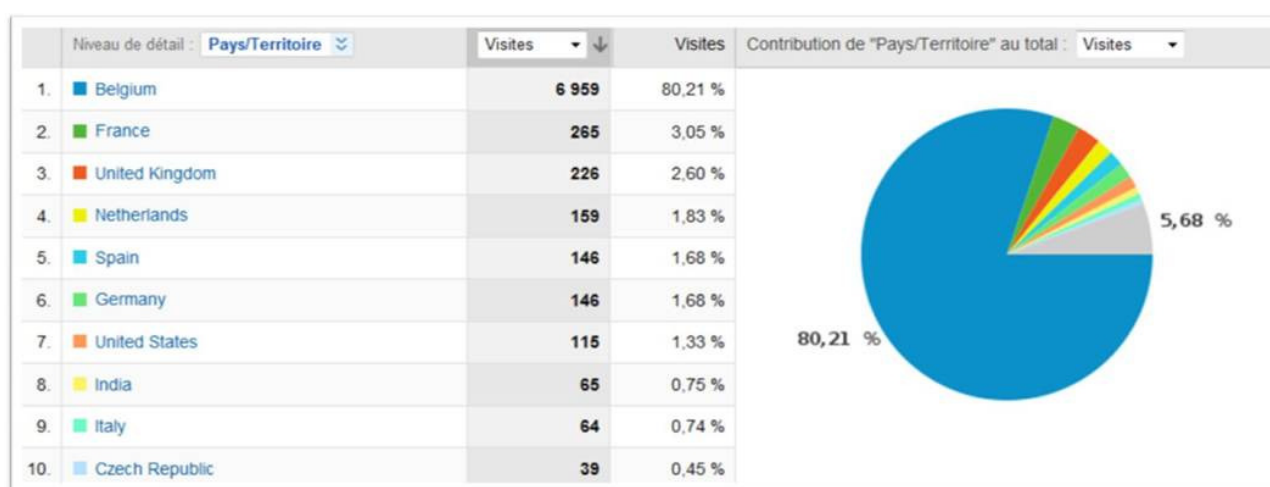 Niveau de détail : Pays/Territoire Visites Visites Contribution de "Pays/Territoire" au total : Visites
1. Belgium 6 959 80,21 %
2. France 265 3,05 %
3. United Kingdom 226 2,60 %
4. Netherlands 159 1,83 %
5. Spain 146 1,68 %
6. Germany 146 1,68 %
7. United States 115 1,33 %
8. India 65 0,75 %
9. Italy 64 0,74 %
10. Czech Republic 39 0,45 %
5,68 %
80,21 %